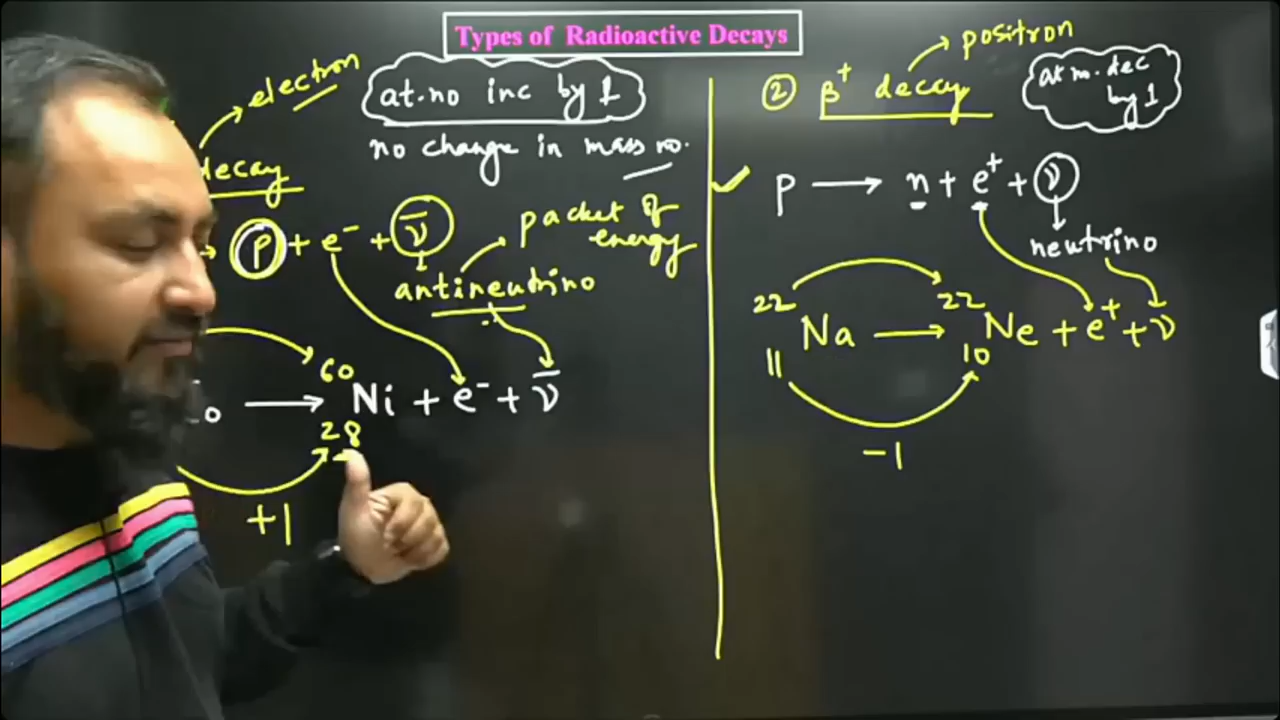 Types of Radioactive Decays
electron
at.no inc by 1
no change in mass no.
decay
p + e⁻ + ν̄
packet of
energy
antineutrino
60
Ni + e⁻ + ν̄
28
+1
② β⁺ decay
positron
at no. dec
by 1
p → n + e⁺ + ν
neutrino
22 22
Na → Ne + e⁺ + ν
11 10
-1